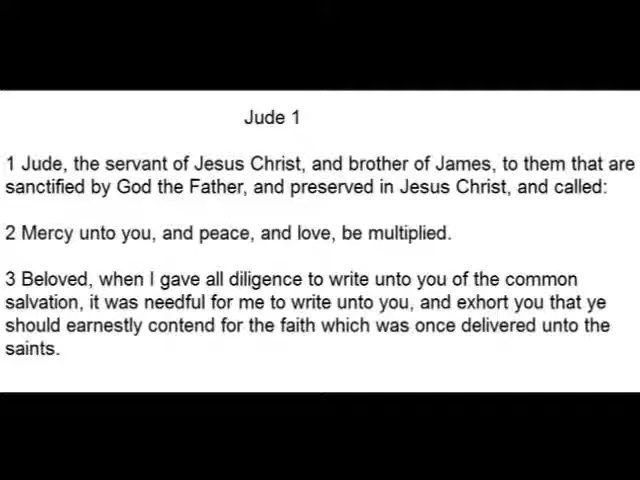 Jude 1
1 Jude, the servant of Jesus Christ, and brother of James, to them that are
sanctified by God the Father, and preserved in Jesus Christ, and called:
2 Mercy unto you, and peace, and love, be multiplied.
3 Beloved, when I gave all diligence to write unto you of the common
salvation, it was needful for me to write unto you, and exhort you that ye
should earnestly contend for the faith which was once delivered unto the
saints.